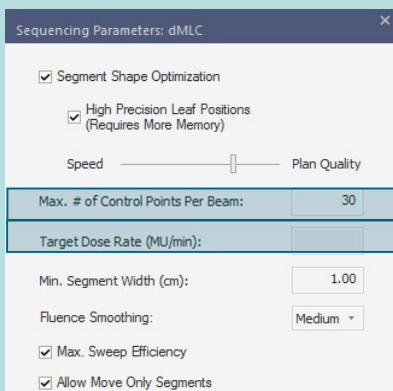 Sequencing Parameters: dMLC
Segment Shape Optimization
High Precision Leaf Positions
(Requires More Memory)
Speed Plan Quality
Max. # of Control Points Per Beam: 30
Target Dose Rate (MU/min):
Min. Segment Width (cm): 1.00
Fluence Smoothing: Medium
Max. Sweep Efficiency
Allow Move Only Segments